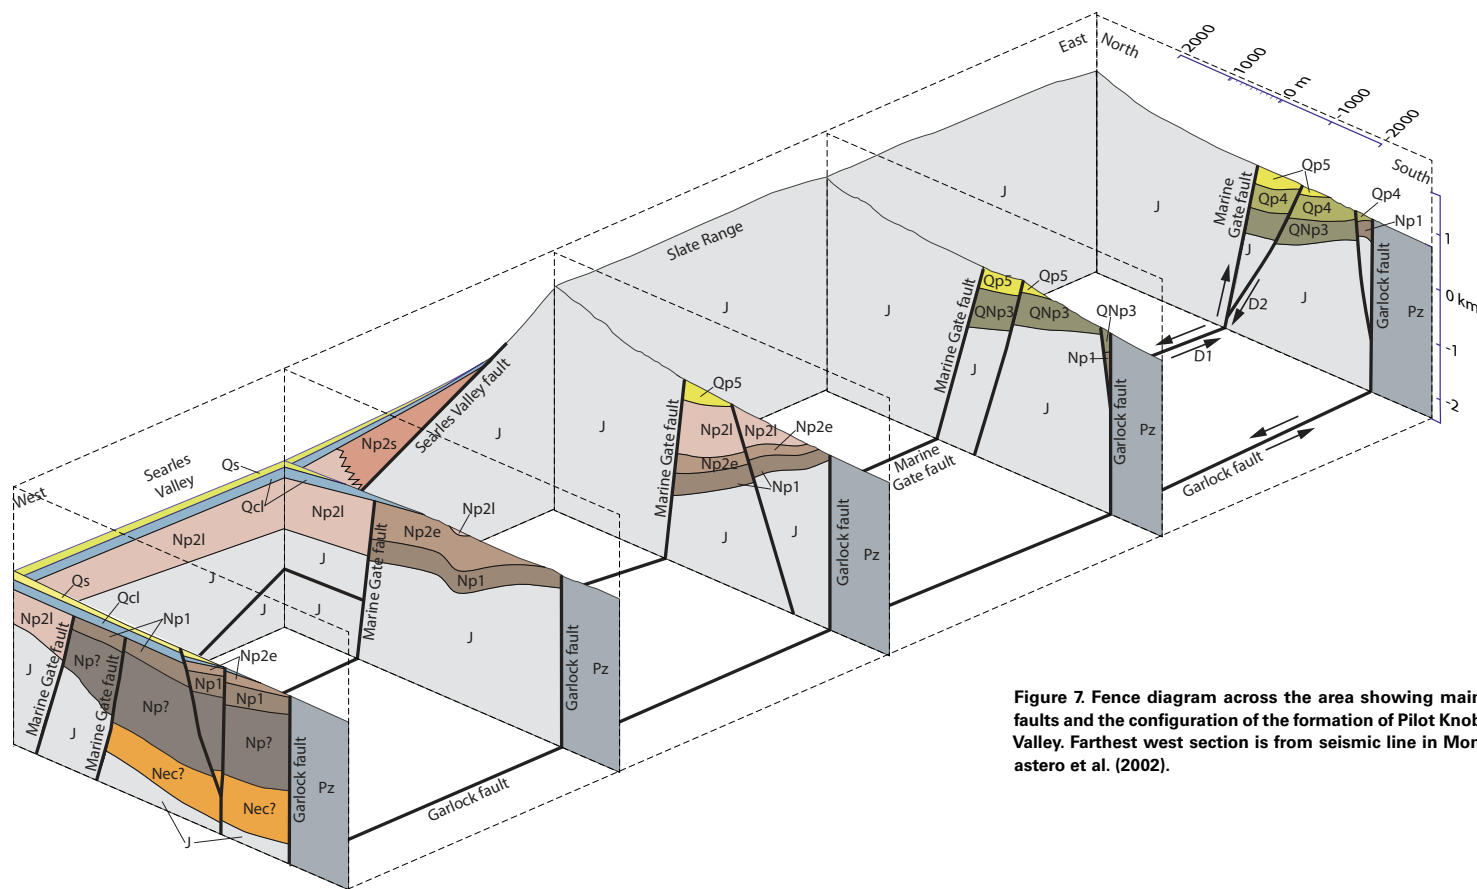 East
North
2000
1000
0 m
1000
2000
South
1
0 km
-1
-2
J
J
Marine
Gate fault
Qp5
Qp4
Qp4
Qp4
QNp3
Np1
J
J
D2
D1
Garlock fault
Pz
Garlock fault
Slate Range
J
J
Marine Gate fault
Qp5
Qp5
QNp3
QNp3
QNp3
Np1
J
J
Garlock fault
Pz
Marine
Gate fault
Searles Valley fault
J
J
Marine Gate fault
Qp5
Np2l
Np2l
Np2e
Np2e
Np1
J
J
Garlock fault
Pz
West
Searles
Valley
Qs
Qcl
Np2s
Np2l
Np2l
J
J
J
J
Marine Gate fault
Np2l
Np2e
Np1
J
Garlock fault
Pz
Garlock fault
Qs
Qcl
Np2l
Np1
Np2e
J
Marine Gate fault
Np?
J
Marine Gate fault
Np?
Np1
Np1
Np?
Nec?
Nec?
J
Garlock fault
Pz
Figure 7. Fence diagram across the area showing main
faults and the configuration of the formation of Pilot Knob
Valley. Farthest west section is from seismic line in Mon
astero et al. (2002).